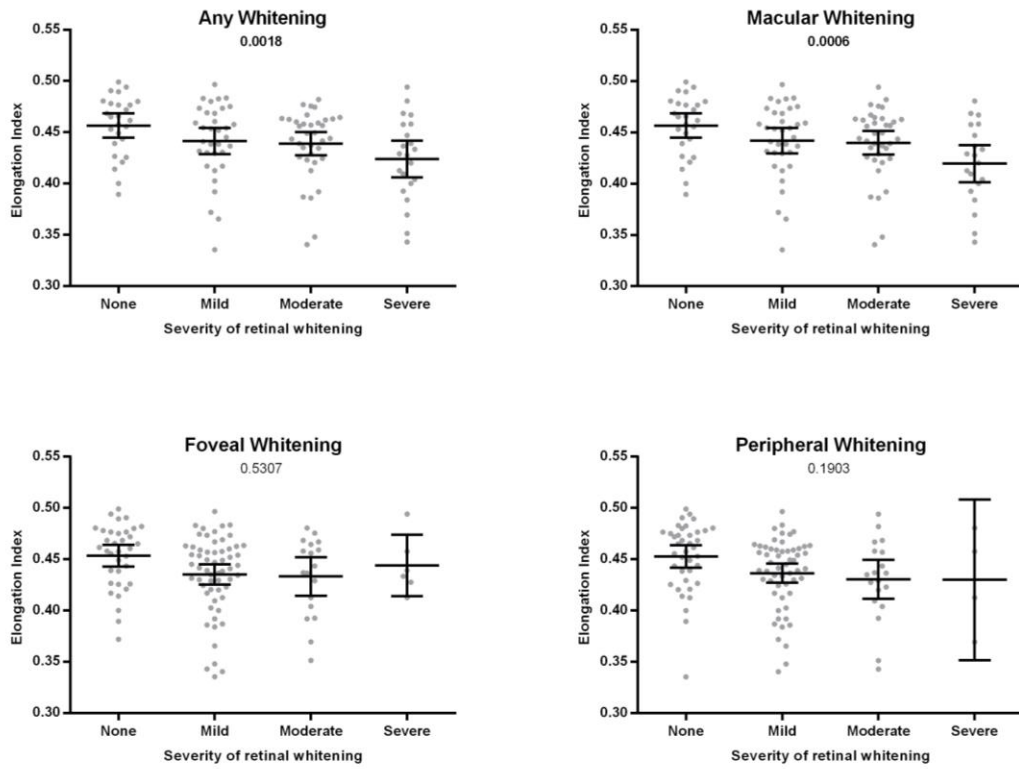 Any Whitening
0.0018
0.55
0.50
0.45
0.40
0.35
0.30
Elongation Index
None Mild Moderate Severe
Severity of retinal whitening
Macular Whitening
0.0006
0.55
0.50
0.45
0.40
0.35
0.30
Elongation Index
None Mild Moderate Severe
Severity of retinal whitening
Foveal Whitening
0.5307
0.55
0.50
0.45
0.40
0.35
0.30
Elongation Index
None Mild Moderate Severe
Severity of retinal whitening
Peripheral Whitening
0.1903
0.55
0.50
0.45
0.40
0.35
0.30
Elongation Index
None Mild Moderate Severe
Severity of retinal whitening